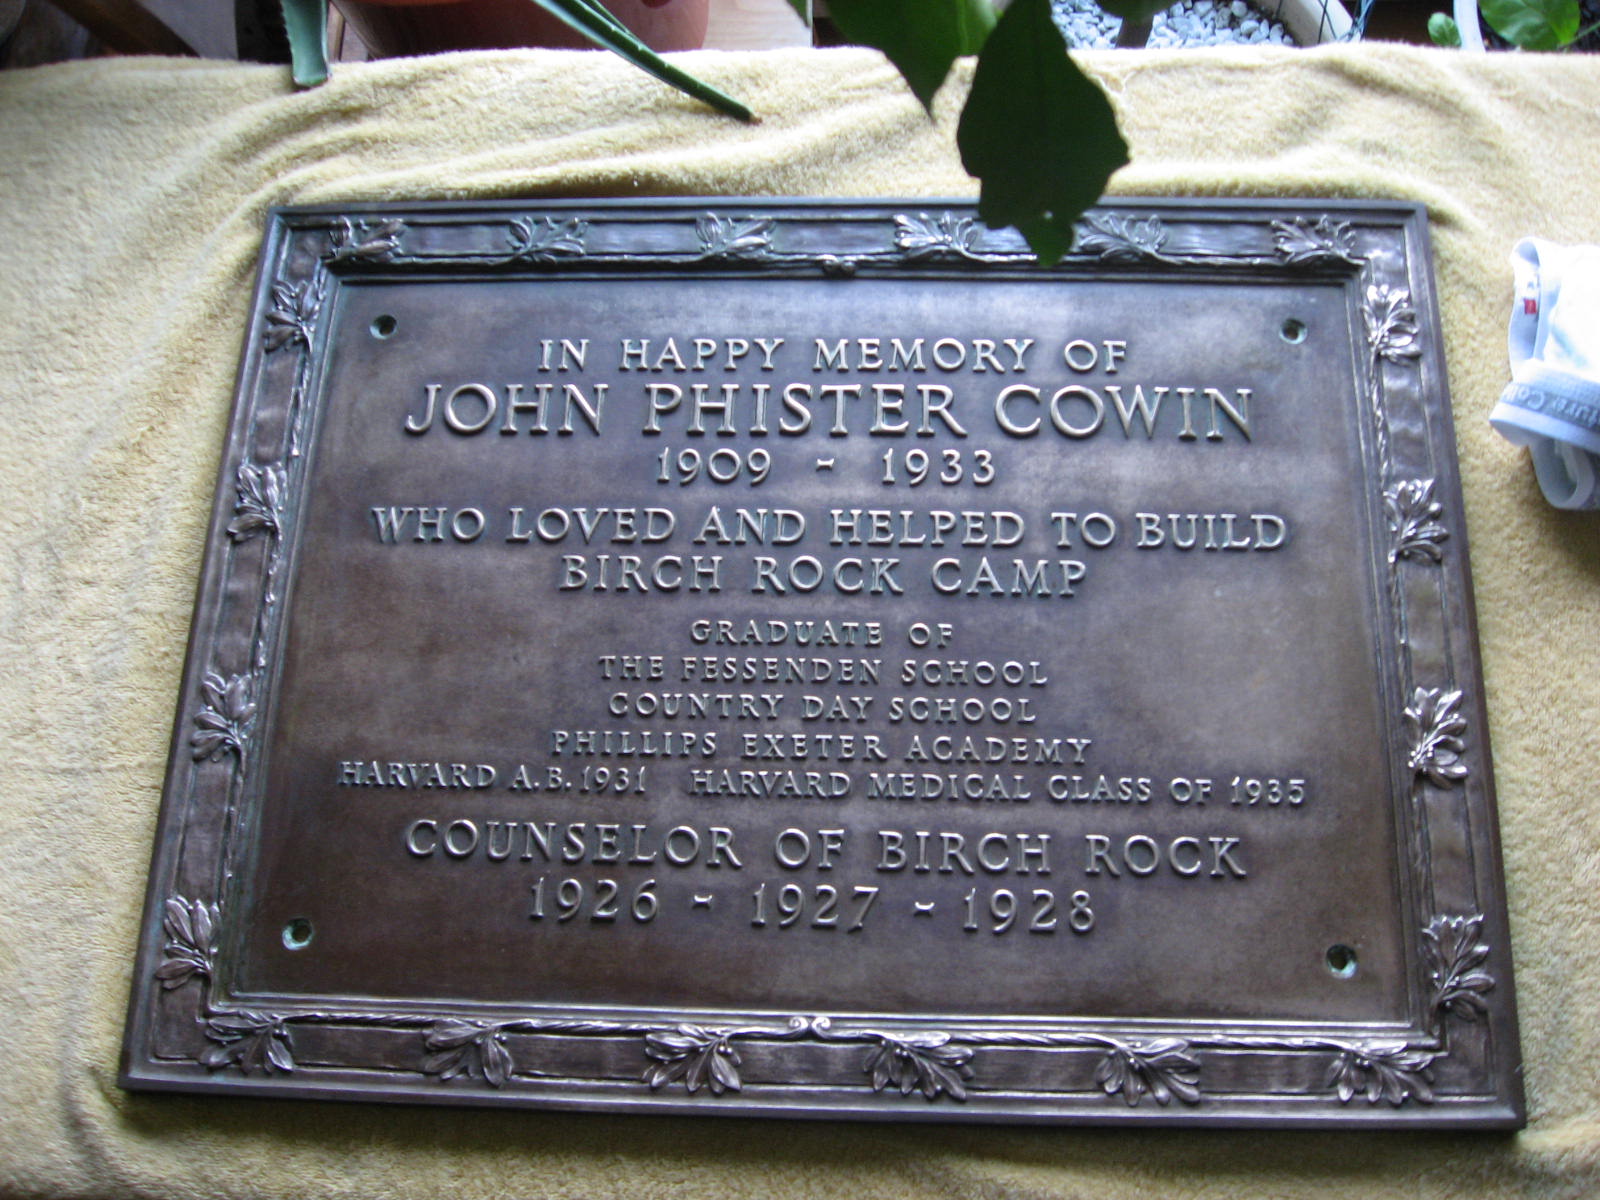 IN HAPPY MEMORY OF
JOHN PHISTER COWIN
1909 - 1933
WHO LOVED AND HELPED TO BUILD
BIRCH ROCK CAMP
GRADUATE OF
THE FESSENDEN SCHOOL
COUNTRY DAY SCHOOL
PHILLIPS EXETER ACADEMY
HARVARD A.B. 1931 HARVARD MEDICAL CLASS OF 1935
COUNSELOR OF BIRCH ROCK
1926 - 1927 - 1928